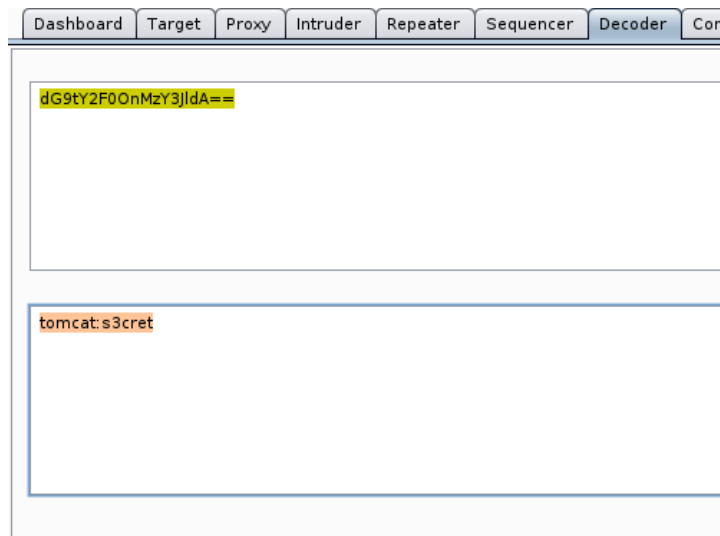 Dashboard Target Proxy Intruder Repeater Sequencer Decoder
dG9tY2F0OnMzY3JldA==
tomcat:s3cret